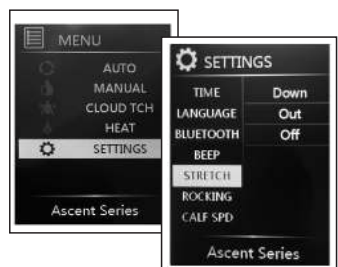 MENU
AUTO
MANUAL
CLOUD TCH
HEAT
SETTINGS
Ascent Series
SETTINGS
TIME Down
LANGUAGE Out
BLUETOOTH Off
BEEP
STRETCH
ROCKING
CALF SPD
Ascent Series